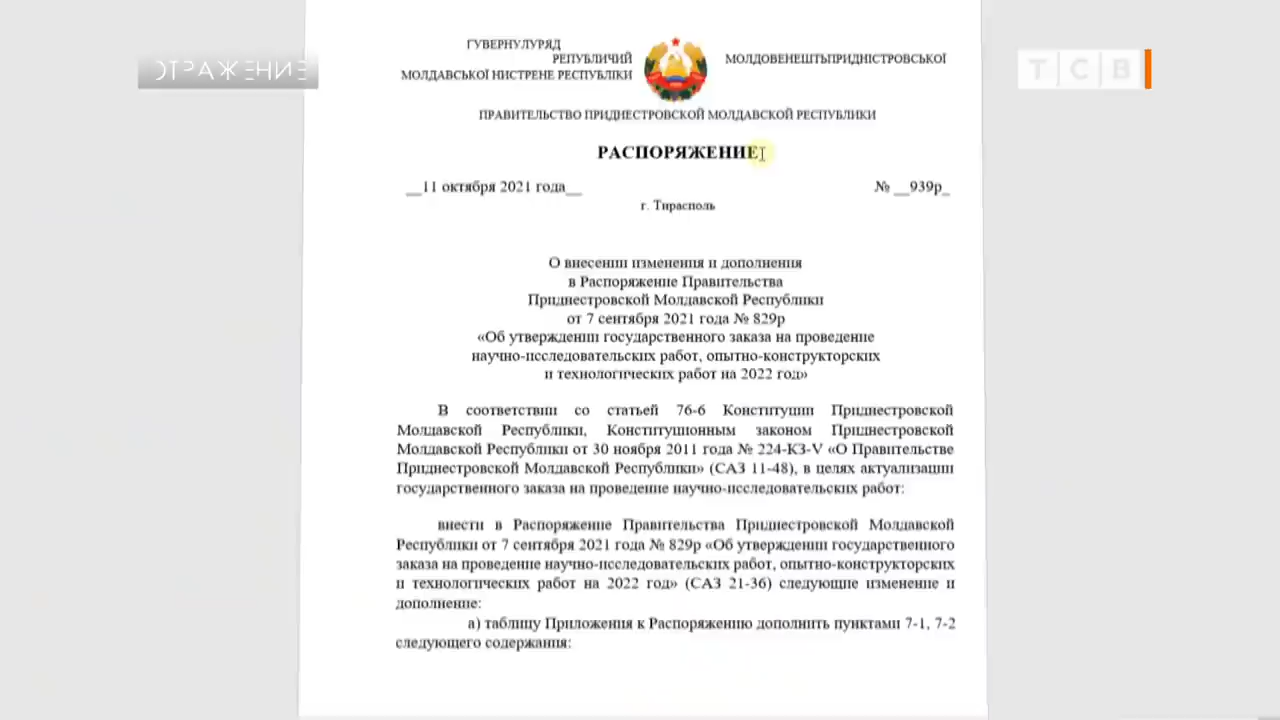 ОТРАЖЕНИЕ
ТСВ
ГУВЕРНУЛУРЯД
РЕПУБЛИЧИЙ
МОЛДОВЕНЕШТЬПРИДНІСТРОВСЬКОЇ
МОЛДАВСЬКОЇ НИСТРЕНЕ РЕСПУБЛІКИ
ПРАВИТЕЛЬСТВО ПРИДНЕСТРОВСКОЙ МОЛДАВСКОЙ РЕСПУБЛИКИ
РАСПОРЯЖЕНИЕ
__11 октября 2021 года__ № __939р_
г. Тирасполь
О внесении изменения и дополнения
в Распоряжение Правительства
Приднестровской Молдавской Республики
от 7 сентября 2021 года № 829р
«Об утверждении государственного заказа на проведение
научно-исследовательских работ, опытно-конструкторских
и технологических работ на 2022 год»
В соответствии со статьей 76-6 Конституции Приднестровской
Молдавской Республики, Конституционным законом Приднестровской
Молдавской Республики от 30 ноября 2011 года № 224-КЗ-V «О Правительстве
Приднестровской Молдавской Республики» (САЗ 11-48), в целях актуализации
государственного заказа на проведение научно-исследовательских работ:
внести в Распоряжение Правительства Приднестровской Молдавской
Республики от 7 сентября 2021 года № 829р «Об утверждении государственного
заказа на проведение научно-исследовательских работ, опытно-конструкторских
и технологических работ на 2022 год» (САЗ 21-36) следующие изменение и
дополнение:
а) таблицу Приложения к Распоряжению дополнить пунктами 7-1, 7-2
следующего содержания: